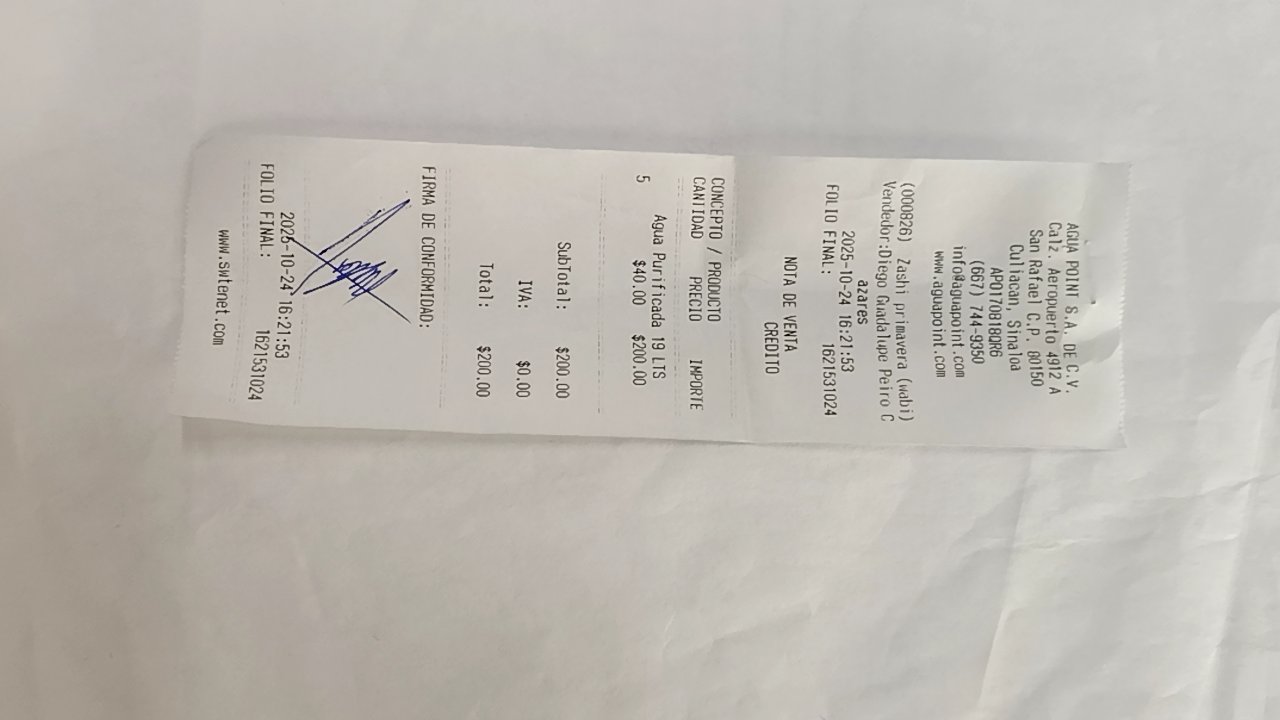 AGUA POINT S.A. DE C.V.
Calz. Aeropuerto 4912 A
San Rafael C.P. 80150
Culiacan, Sinaloa
APO170818QR6
(667) 744-9350
info@aguapoint.com
www.aguapoint.com
(000826) Zashi primavera (wabi)
Vendedor:Diego Guadalupe Peiro C
azares
2025-10-24 16:21:53
FOLIO FINAL: 1621531024
NOTA DE VENTA
CREDITO
CONCEPTO / PRODUCTO
CANTIDAD PRECIO IMPORTE
Agua Purificada 19 LTS
5 $40.00 $200.00
SubTotal: $200.00
IVA: $0.00
Total: $200.00
FIRMA DE CONFORMIDAD:
2025-10-24 16:21:53
FOLIO FINAL: 1621531024
www.swtenet.com